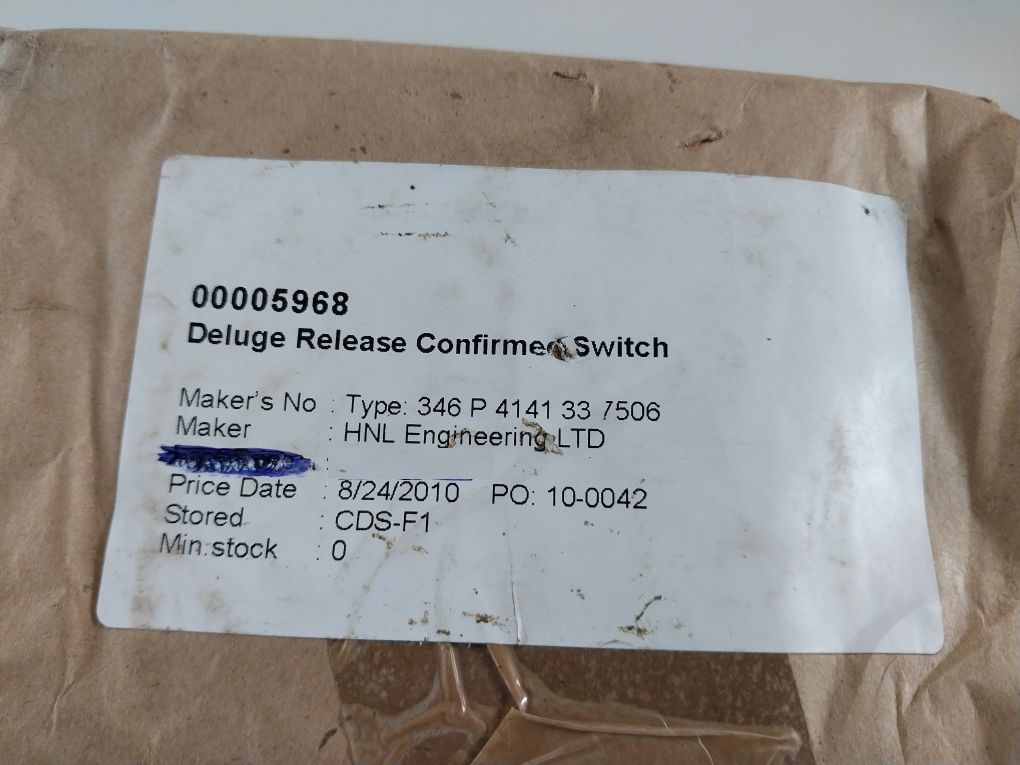 00005968
Deluge Release Confirmed Switch
Maker's No : Type: 346 P 4141 33 7506
Maker : HNL Engineering LTD
:
Price Date : 8/24/2010 PO: 10-0042
Stored : CDS-F1
Min.stock : 0